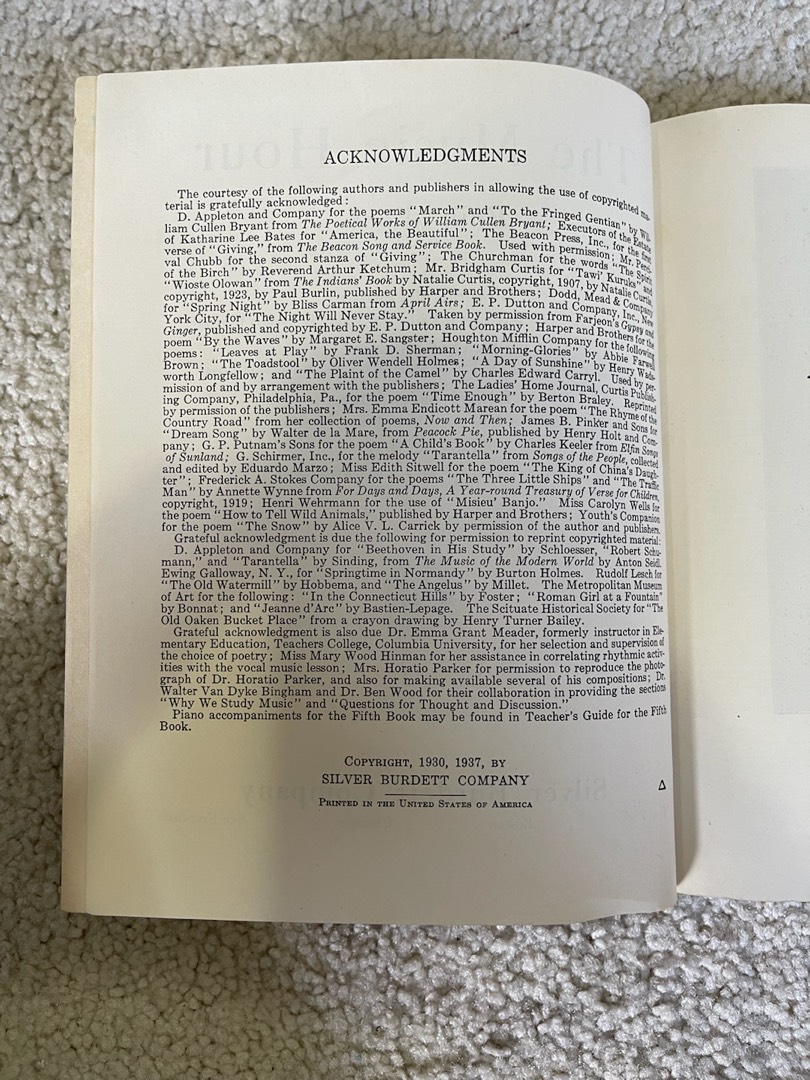 ACKNOWLEDGMENTS
The courtesy of the following authors and publishers in allowing the use of copyrighted ma-
terial is gratefully acknowledged:
D. Appleton and Company for the poems "March" and "To the Fringed Gentian" by Wil-
liam Cullen Bryant from The Poetical Works of William Cullen Bryant; Executors of the Estate
of Katharine Lee Bates for "America, the Beautiful"; The Beacon Press, Inc., for the first
verse of "Giving," from The Beacon Song and Service Book. Used with permission; Mr. Perci-
val Chubb for the second stanza of "Giving"; The Churchman for the words "The Spirit
of the Birch" by Reverend Arthur Ketchum; Mr. Bridgham Curtis for "Tawi' Kuruks" and
"Wioste Olowan" from The Indians' Book by Natalie Curtis, copyright, 1907, by Natalie Curtis
copyright, 1923, by Paul Burlin, published by Harper and Brothers; Dodd, Mead & Company
for "Spring Night" by Bliss Carman from April Airs; E. P. Dutton and Company, Inc., New
York City, for "The Night Will Never Stay." Taken by permission from Farjeon's Gypsy and
Ginger, published and copyrighted by E. P. Dutton and Company; Harper and Brothers for the
poem "By the Waves" by Margaret E. Sangster; Houghton Mifflin Company for the following
poems: "Leaves at Play" by Frank D. Sherman; "Morning-Glories" by Abbie Farwell
Brown; "The Toadstool" by Oliver Wendell Holmes; "A Day of Sunshine" by Henry Wads-
worth Longfellow; and "The Plaint of the Camel" by Charles Edward Carryl. Used by per-
mission of and by arrangement with the publishers; The Ladies' Home Journal, Curtis Publish-
ing Company, Philadelphia, Pa., for the poem "Time Enough" by Berton Braley. Reprinted
by permission of the publishers; Mrs. Emma Endicott Marean for the poem "The Rhyme of the
Country Road" from her collection of poems, Now and Then; James B. Pinker and Sons for
"Dream Song" by Walter de la Mare, from Peacock Pie, published by Henry Holt and Com-
pany; G. P. Putnam's Sons for the poem "A Child's Book" by Charles Keeler from Elfin Songs
of Sunland; G. Schirmer, Inc., for the melody "Tarantella" from Songs of the People, collected
and edited by Eduardo Marzo; Miss Edith Sitwell for the poem "The King of China's Daugh-
ter"; Frederick A. Stokes Company for the poems "The Three Little Ships" and "The Traffic
Man" by Annette Wynne from For Days and Days, A Year-round Treasury of Verse for Children,
copyright, 1919; Henri Wehrmann for the use of "Misieu' Banjo." Miss Carolyn Wells for
the poem "How to Tell Wild Animals," published by Harper and Brothers; Youth's Companion
for the poem "The Snow" by Alice V. L. Carrick by permission of the author and publishers.
Grateful acknowledgment is due the following for permission to reprint copyrighted material:
D. Appleton and Company for "Beethoven in His Study" by Schloesser, "Robert Schu-
mann," and "Tarantella" by Sinding, from The Music of the Modern World by Anton Seidl.
Ewing Galloway, N. Y., for "Springtime in Normandy" by Burton Holmes. Rudolf Lesch for
"The Old Watermill" by Hobbema, and "The Angelus" by Millet. The Metropolitan Museum
of Art for the following: "In the Connecticut Hills" by Foster; "Roman Girl at a Fountain"
by Bonnat; and "Jeanne d'Arc" by Bastien-Lepage. The Scituate Historical Society for "The
Old Oaken Bucket Place" from a crayon drawing by Henry Turner Bailey.
Grateful acknowledgment is also due Dr. Emma Grant Meader, formerly instructor in Ele-
mentary Education, Teachers College, Columbia University, for her selection and supervision of
the choice of poetry; Miss Mary Wood Hinman for her assistance in correlating rhythmic activ-
ities with the vocal music lesson; Mrs. Horatio Parker for permission to reproduce the photo-
graph of Dr. Horatio Parker, and also for making available several of his compositions; Dr.
Walter Van Dyke Bingham and Dr. Ben Wood for their collaboration in providing the sections
"Why We Study Music" and "Questions for Thought and Discussion."
Piano accompaniments for the Fifth Book may be found in Teacher's Guide for the Fifth
Book.
COPYRIGHT, 1930, 1937, BY
SILVER BURDETT COMPANY
PRINTED IN THE UNITED STATES OF AMERICA